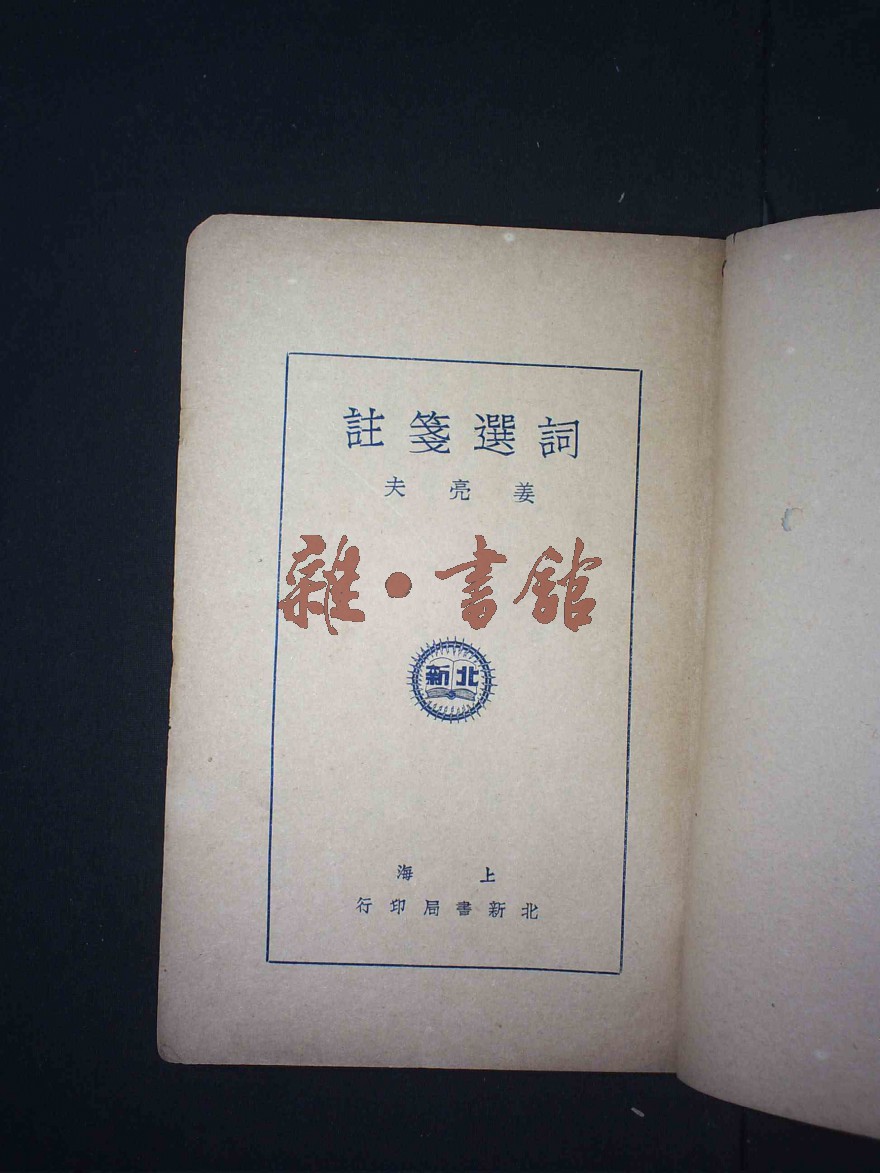 詞選箋註
姜亮夫
雜·書館
北新
上海
北新書局印行